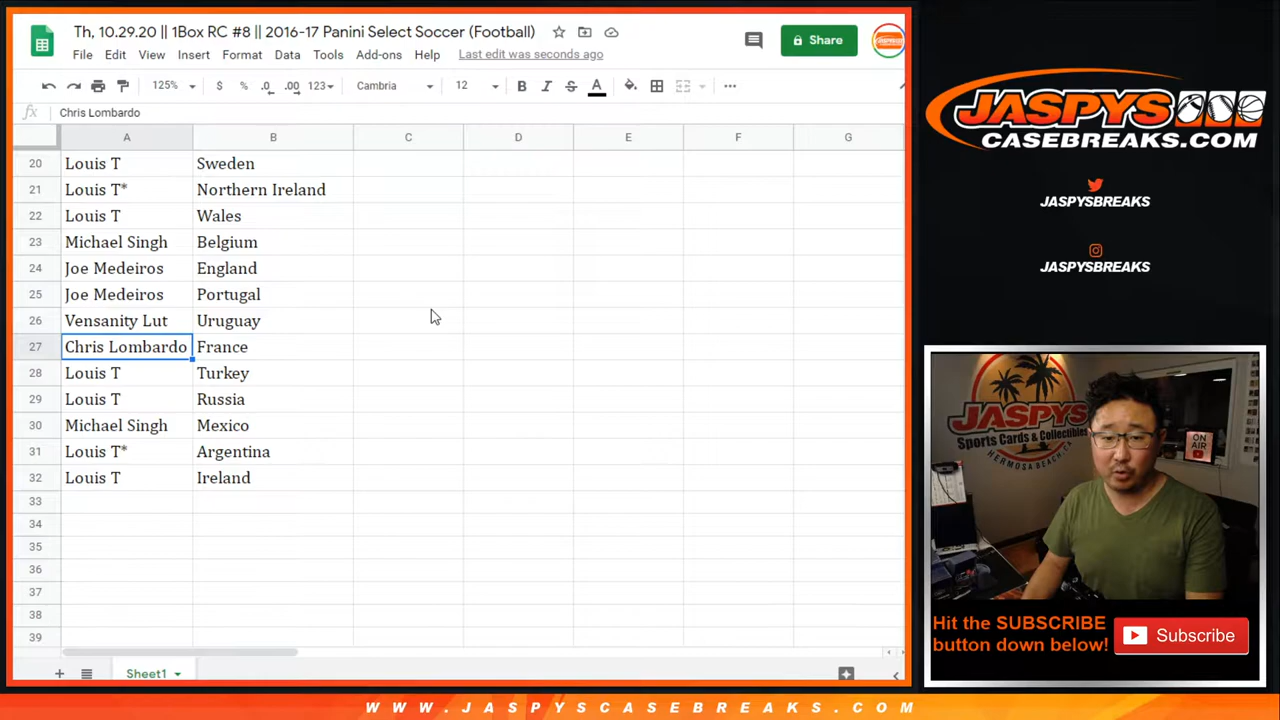 Th, 10.29.20 || 1Box RC #8 || 2016-17 Panini Select Soccer (Football)
File Edit View Insert Format Data Tools Add-ons Help Last edit was seconds ago
Share
125% $ % .0 .00 123 Cambria 12 B I S A
fx Chris Lombardo
A B C D E F G
20 Louis T Sweden
21 Louis T* Northern Ireland
22 Louis T Wales
23 Michael Singh Belgium
24 Joe Medeiros England
25 Joe Medeiros Portugal
26 Vensanity Lut Uruguay
27 Chris Lombardo France
28 Louis T Turkey
29 Louis T Russia
30 Michael Singh Mexico
31 Louis T* Argentina
32 Louis T Ireland
33
34
35
36
37
38
39
Sheet1
JASPYS
CASEBREAKS.COM
JASPYSBREAKS
JASPYSBREAKS
JASPYS
Sports Cards & Collectibles
HERMOSA BEACH, CA
ON AIR
Hit the SUBSCRIBE
button down below!
Subscribe
WWW.JASPYSCASEBREAKS.COM